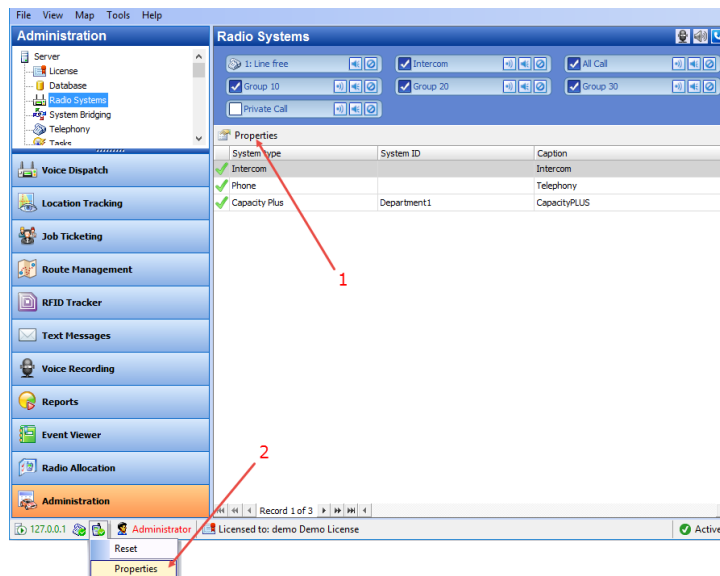 File View Map Tools Help
Administration
Server
License
Database
Radio Systems
System Bridging
Telephony
Tasks
Voice Dispatch
Location Tracking
Job Ticketing
Route Management
RFID Tracker
Text Messages
Voice Recording
Reports
Event Viewer
Radio Allocation
Administration
Radio Systems
1: Line free Intercom All Call
Group 10 Group 20 Group 30
Private Call
Properties
System type System ID Caption
Intercom Intercom
Phone Telephony
Capacity Plus Department1 CapacityPLUS
1
2
Record 1 of 3
127.0.0.1 Administrator Licensed to: demo Demo License Active
Reset
Properties